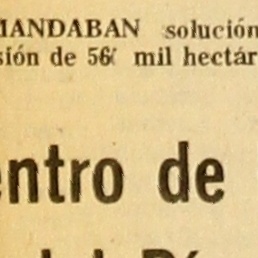 MANDABAN solución
sión de 56 mil hectár
entro de